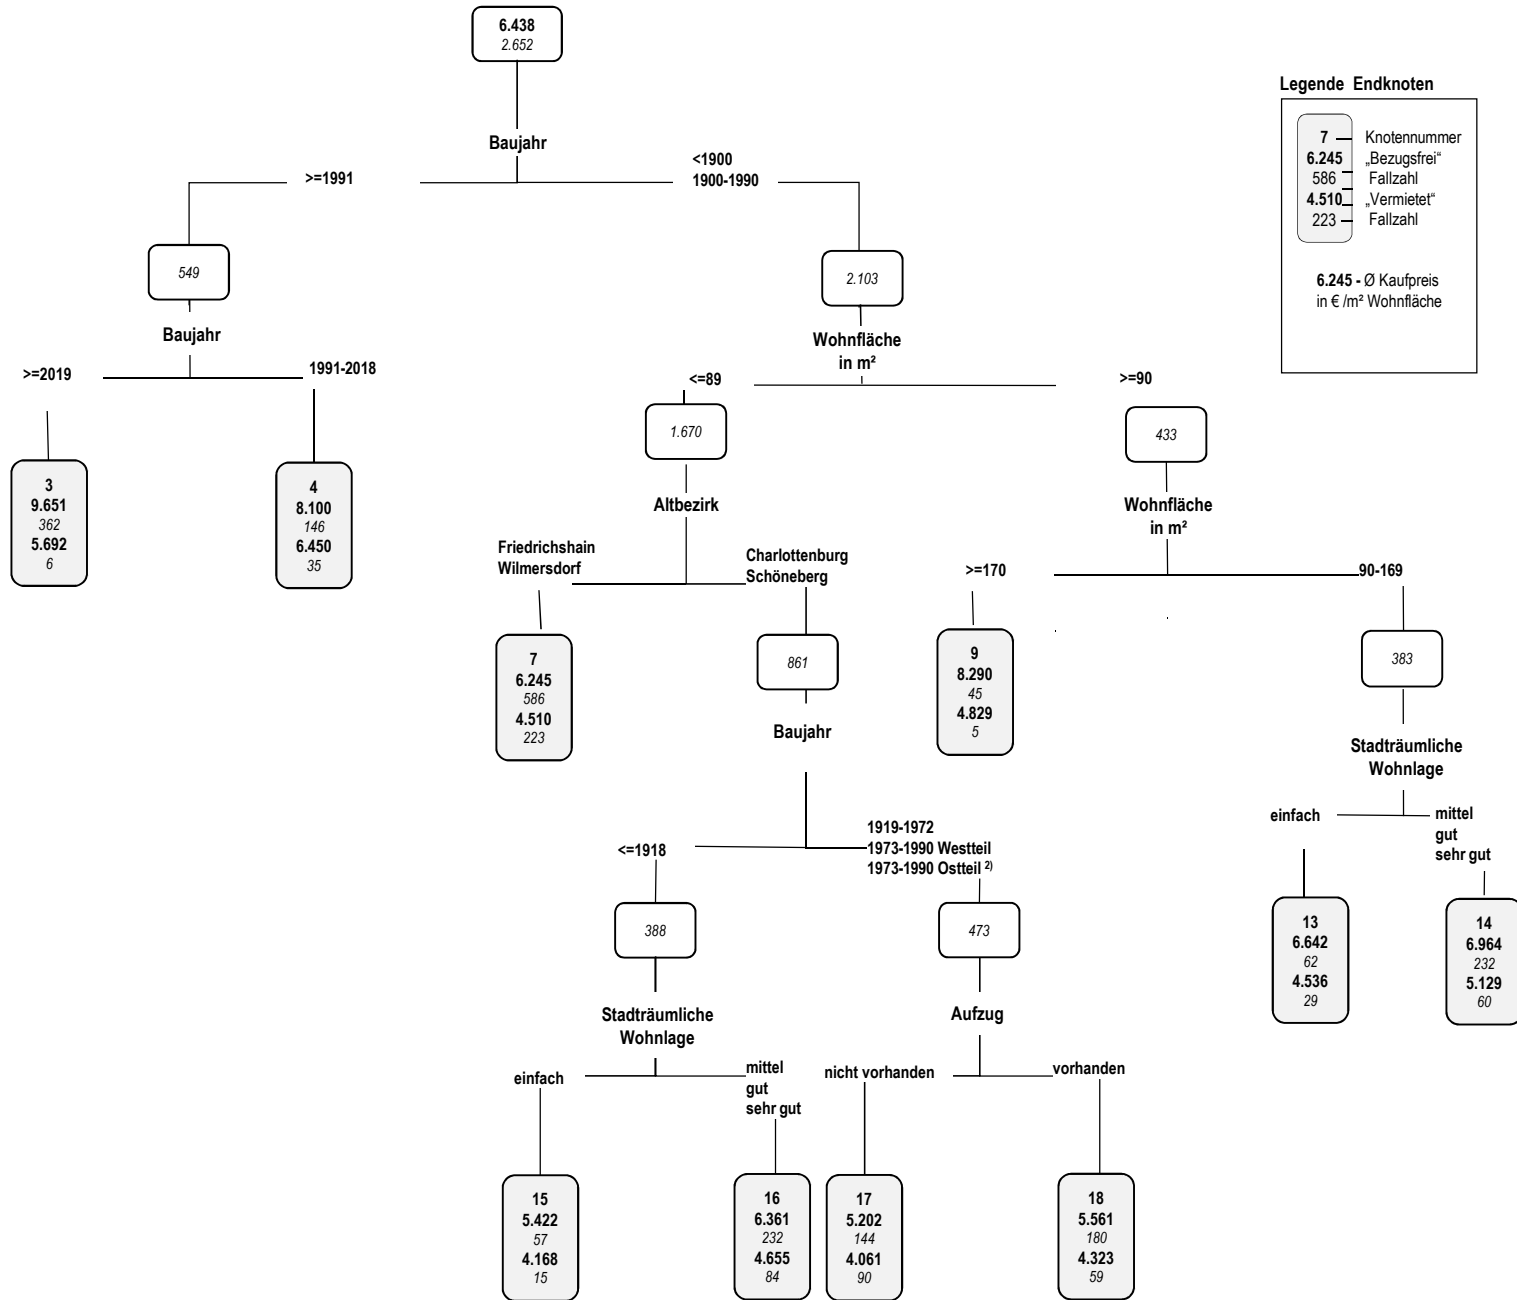 6.438
2.652
Legende Endknoten
7 Knotennummer
6.245 „Bezugsfrei“
586 Fallzahl
4.510 „Vermietet“
223 Fallzahl
6.245 - Ø Kaufpreis
in € /m² Wohnfläche
Baujahr
>=1991
<1900
1900-1990
549
2.103
Baujahr
Wohnfläche
in m²
>=2019
1991-2018
<=89
>=90
1.670
433
3
9.651
362
5.692
6
4
8.100
146
6.450
35
Altbezirk
Wohnfläche
in m²
Friedrichshain
Wilmersdorf
Charlottenburg
Schöneberg
>=170
90-169
7
6.245
586
4.510
223
861
9
8.290
45
4.829
5
383
Baujahr
Stadträumliche
Wohnlage
einfach
mittel
gut
sehr gut
<=1918
1919-1972
1973-1990 Westteil
1973-1990 Ostteil ²⁾
388
473
13
6.642
62
4.536
29
14
6.964
232
5.129
60
Stadträumliche
Wohnlage
Aufzug
einfach
mittel
gut
sehr gut
nicht vorhanden
vorhanden
15
5.422
57
4.168
15
16
6.361
232
4.655
84
17
5.202
144
4.061
90
18
5.561
180
4.323
59